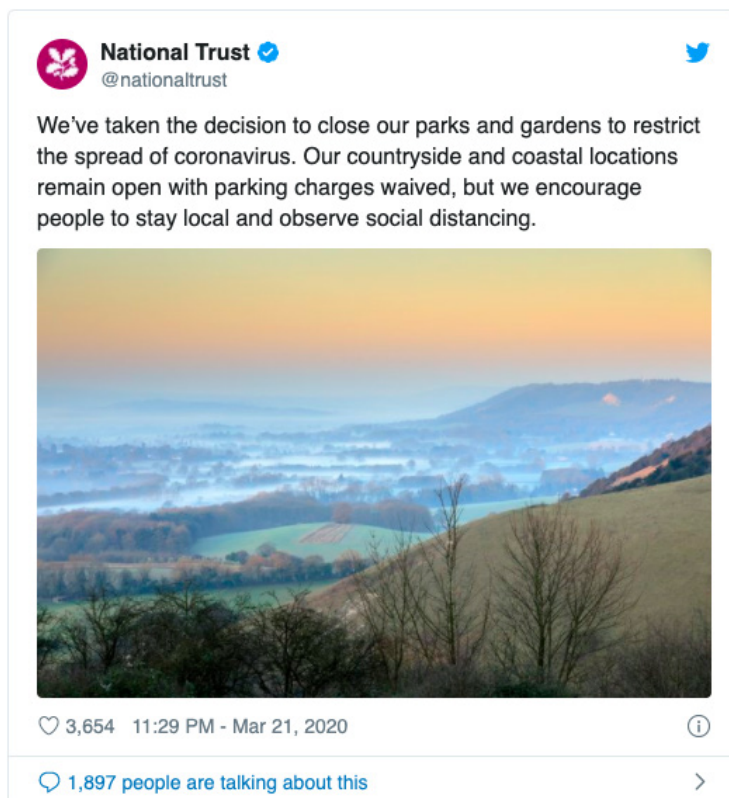 National Trust
@nationaltrust
We’ve taken the decision to close our parks and gardens to restrict
the spread of coronavirus. Our countryside and coastal locations
remain open with parking charges waived, but we encourage
people to stay local and observe social distancing.
3,654 11:29 PM - Mar 21, 2020
1,897 people are talking about this